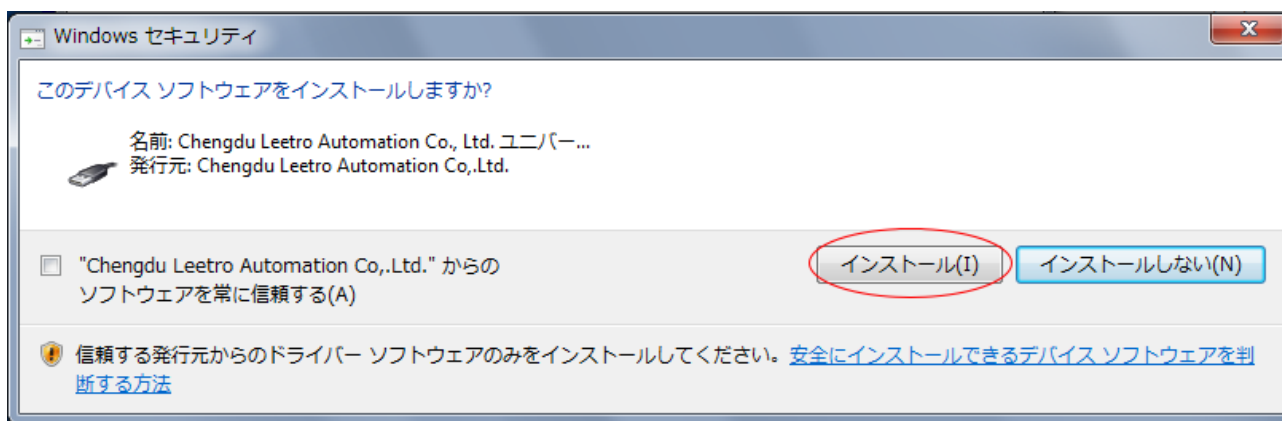 Windows セキュリティ
このデバイス ソフトウェアをインストールしますか?
名前: Chengdu Leetro Automation Co., Ltd. ユニバー...
発行元: Chengdu Leetro Automation Co,.Ltd.
"Chengdu Leetro Automation Co,.Ltd." からの
ソフトウェアを常に信頼する(A)
インストール(I)
インストールしない(N)
信頼する発行元からのドライバー ソフトウェアのみをインストールしてください。安全にインストールできるデバイス ソフトウェアを判
断する方法